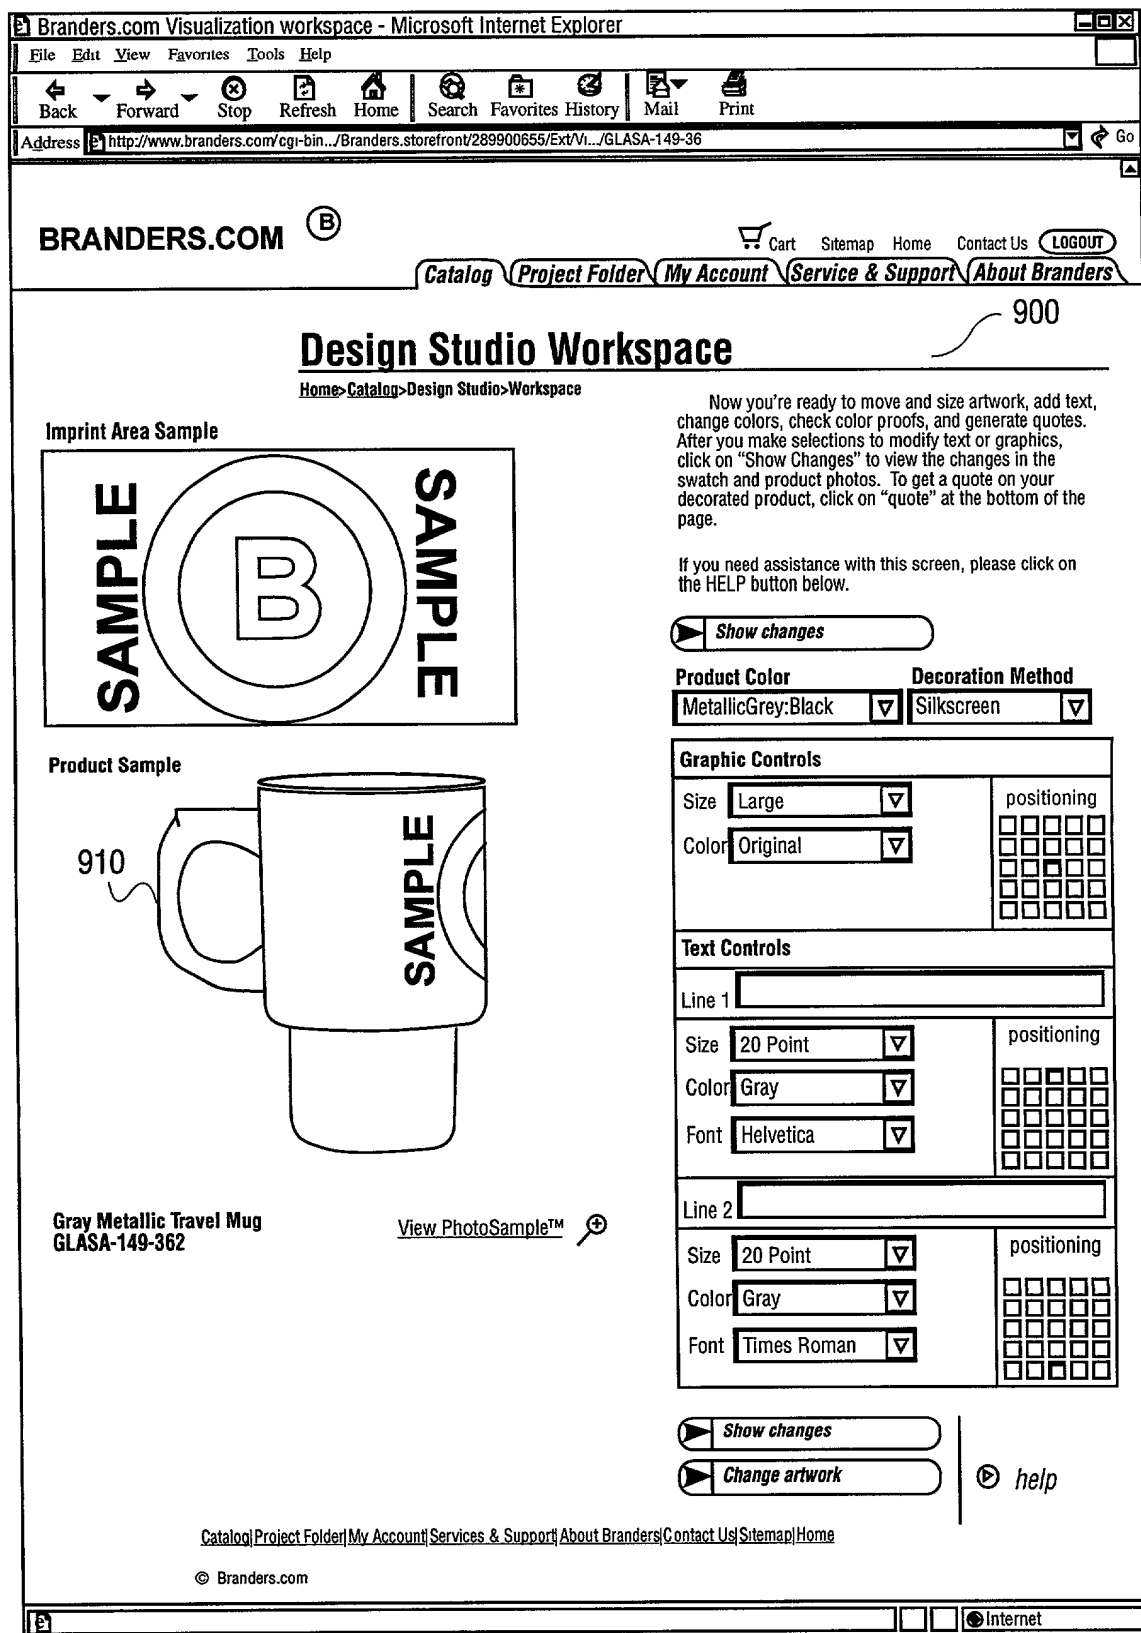 Branders.com Visualization workspace - Microsoft Internet Explorer
File Edit View Favorites Tools Help
Back Forward Stop Refresh Home Search Favorites History Mail Print
Address http://www.branders.com/cgi-bin.../Branders.storefront/289900655/Ext/Vi.../GLASA-149-36 Go
BRANDERS.COM B
Cart Sitemap Home Contact Us LOGOUT
Catalog Project Folder My Account Service & Support About Branders
900
Design Studio Workspace
Home>Catalog>Design Studio>Workspace
Now you're ready to move and size artwork, add text,
change colors, check color proofs, and generate quotes.
After you make selections to modify text or graphics,
click on "Show Changes" to view the changes in the
swatch and product photos. To get a quote on your
decorated product, click on "quote" at the bottom of the
page.
If you need assistance with this screen, please click on
the HELP button below.
Imprint Area Sample
SAMPLE B SAMPLE
Show changes
Product Color Decoration Method
MetallicGrey:Black Silkscreen
Product Sample
910
SAMPLE
Graphic Controls
Size Large positioning
Color Original
Text Controls
Line 1
Size 20 Point positioning
Color Gray
Font Helvetica
Line 2
Size 20 Point positioning
Color Gray
Font Times Roman
Gray Metallic Travel Mug
GLASA-149-362
View PhotoSample™
Show changes
Change artwork
help
Catalog|Project Folder|My Account|Services & Support|About Branders|Contact Us|Sitemap|Home
© Branders.com
Internet